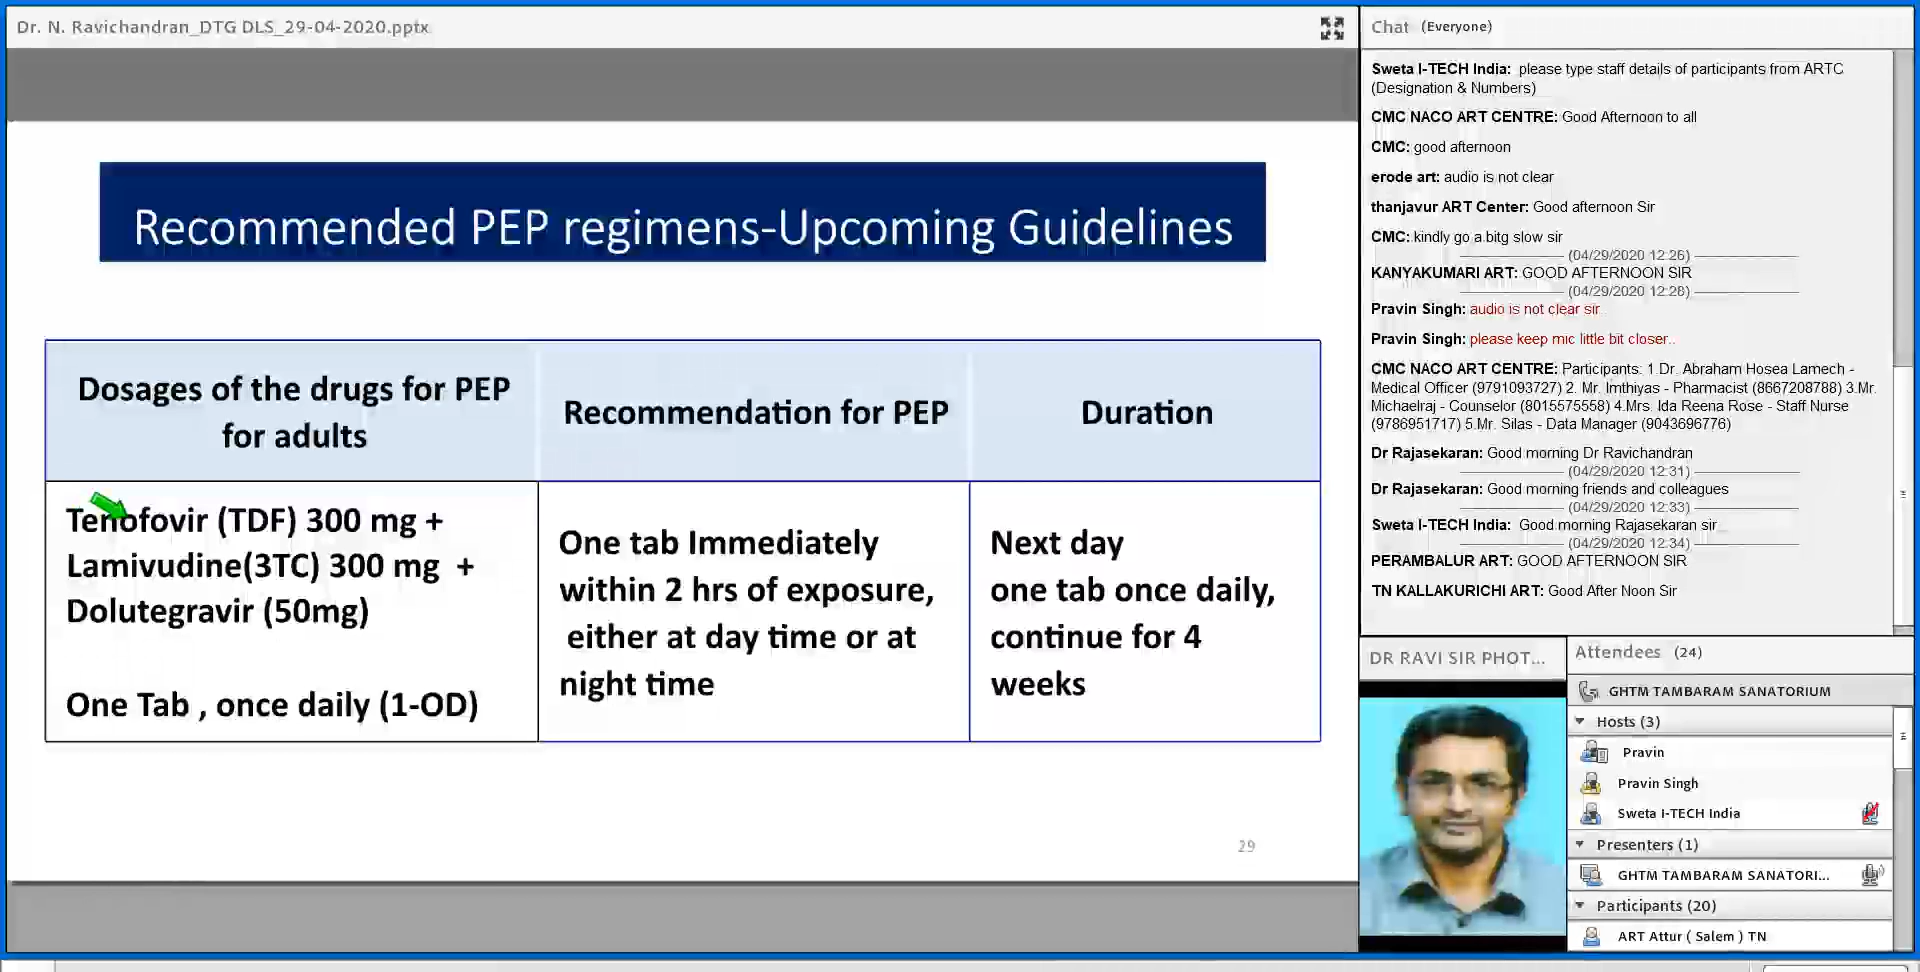 Dr. N. Ravichandran_DTG DLS_29-04-2020.pptx
Recommended PEP regimens-Upcoming Guidelines
Dosages of the drugs for PEP
for adults
Recommendation for PEP
Duration
Tenofovir (TDF) 300 mg +
Lamivudine(3TC) 300 mg +
Dolutegravir (50mg)
One Tab , once daily (1-OD)
One tab Immediately
within 2 hrs of exposure,
either at day time or at
night time
Next day
one tab once daily,
continue for 4
weeks
29
Chat (Everyone)
Sweta I-TECH India: please type staff details of participants from ARTC
(Designation & Numbers)
CMC NACO ART CENTRE: Good Afternoon to all
CMC: good afternoon
erode art: audio is not clear
thanjavur ART Center: Good afternoon Sir
CMC: kindly go a bitg slow sir
(04/29/2020 12:26)
KANYAKUMARI ART: GOOD AFTERNOON SIR
(04/29/2020 12:28)
Pravin Singh: audio is not clear sir
Pravin Singh: please keep mic little bit closer..
CMC NACO ART CENTRE: Participants: 1.Dr. Abraham Hosea Lamech -
Medical Officer (9791093727) 2. Mr. Imthiyas - Pharmacist (8667208788) 3.Mr.
Michaelraj - Counselor (8015575558) 4.Mrs. Ida Reena Rose - Staff Nurse
(9786951717) 5.Mr. Silas - Data Manager (9043696776)
Dr Rajasekaran: Good morning Dr Ravichandran
(04/29/2020 12:31)
Dr Rajasekaran: Good morning friends and colleagues
(04/29/2020 12:33)
Sweta I-TECH India: Good morning Rajasekaran sir
(04/29/2020 12:34)
PERAMBALUR ART: GOOD AFTERNOON SIR
TN KALLAKURICHI ART: Good After Noon Sir
DR RAVI SIR PHOT...
Attendees (24)
GHTM TAMBARAM SANATORIUM
Hosts (3)
Pravin
Pravin Singh
Sweta I-TECH India
Presenters (1)
GHTM TAMBARAM SANATORI...
Participants (20)
ART Attur ( Salem ) TN